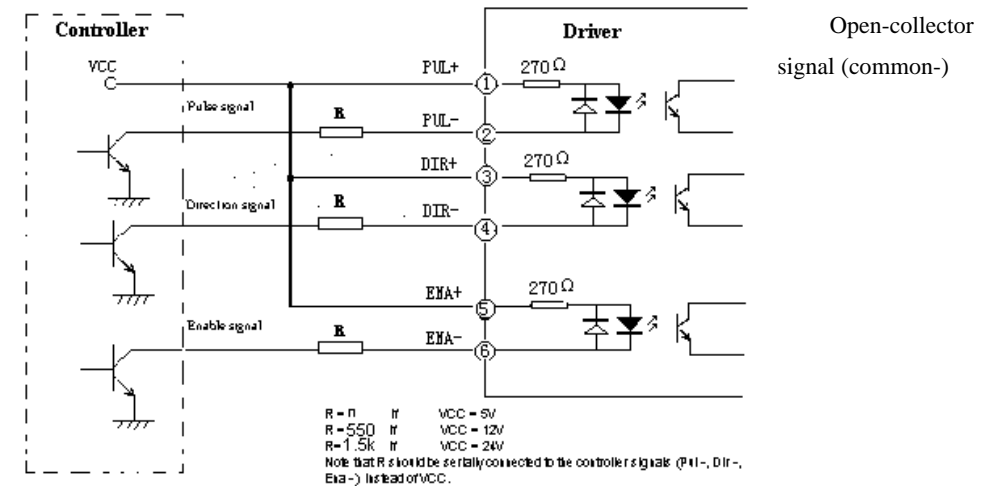 Controller
Driver
Open-collector
signal (common-)
VCC
PUL+
1
270Ω
Pulse signal
R
PUL-
2
DIR+
3
270Ω
Direction signal
R
DIR-
4
ENA+
5
270Ω
Enable signal
R
ENA-
6
R = 0 If VCC = 5V
R = 550 If VCC = 12V
R= 1.5k If VCC = 24V
Note that R should be serially connected to the controller signals (Pul-, Dir-,
Ena-) instead of VCC.